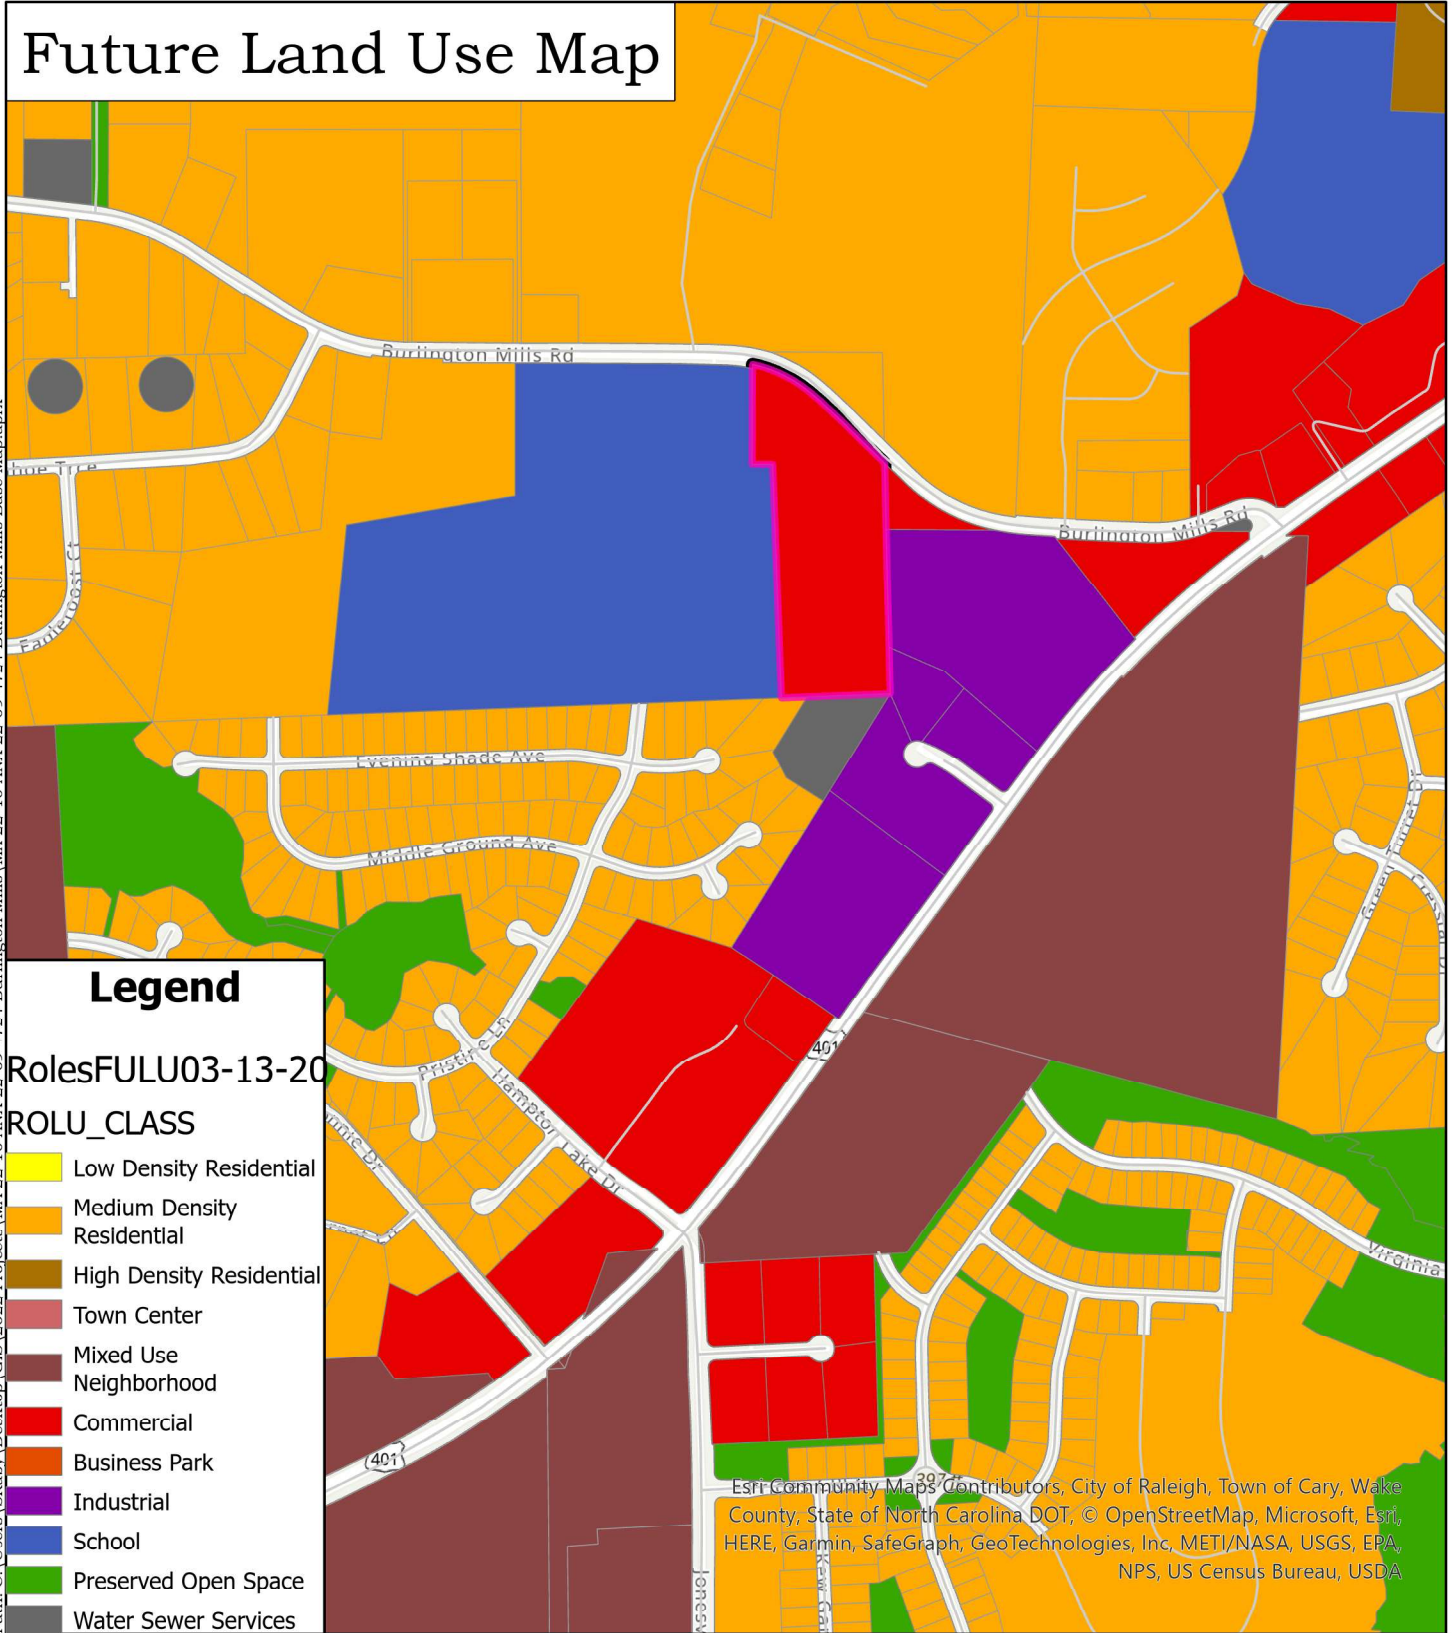 Future Land Use Map
Burlington Mills Rd
Burlington Mills Rd
Evening Shade Ave
Middle Ground Ave
Pristine Ln
Hampton Lake Dr
401
401
397
Virginia
Legend
RolesFULU03-13-20
ROLU_CLASS
Low Density Residential
Medium Density
Residential
High Density Residential
Town Center
Mixed Use
Neighborhood
Commercial
Business Park
Industrial
School
Preserved Open Space
Water Sewer Services
Esri Community Maps Contributors, City of Raleigh, Town of Cary, Wake
County, State of North Carolina DOT, © OpenStreetMap, Microsoft, Esri,
HERE, Garmin, SafeGraph, GeoTechnologies, Inc, METI/NASA, USGS, EPA,
NPS, US Census Bureau, USDA